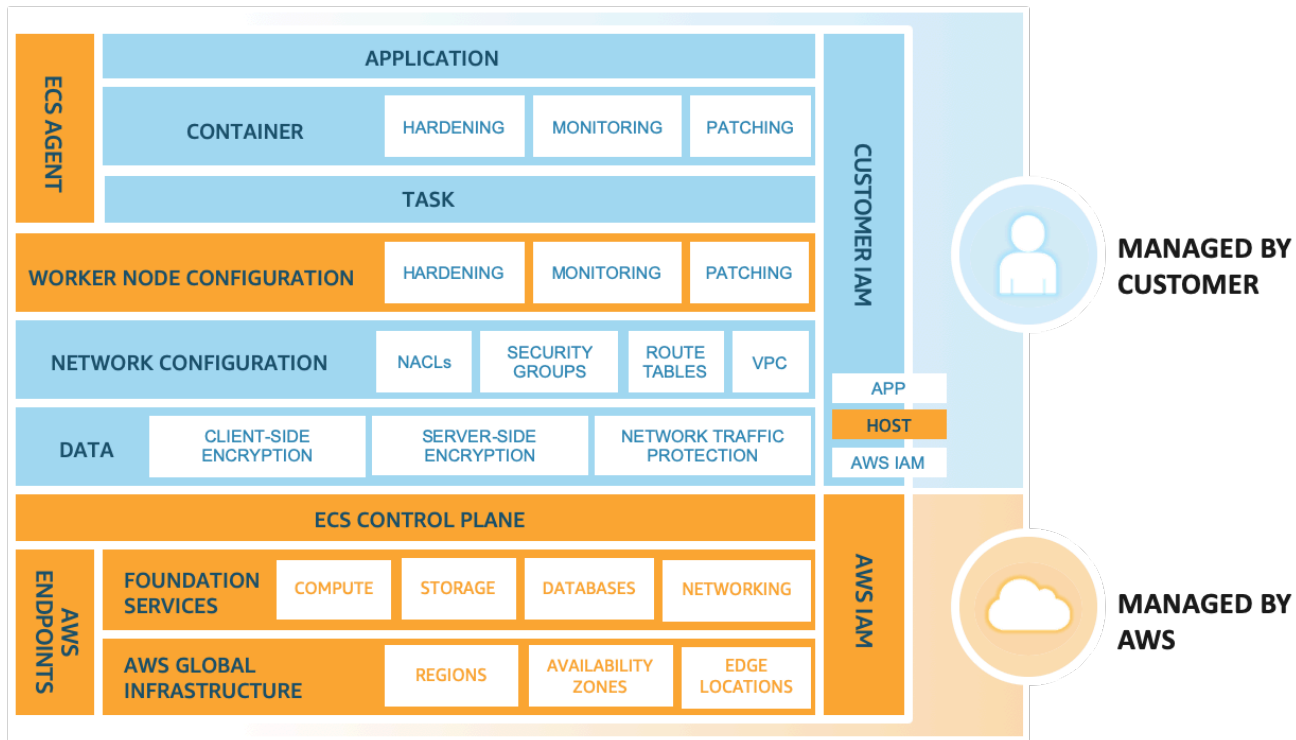 ECS AGENT
APPLICATION
CONTAINER
HARDENING
MONITORING
PATCHING
TASK
WORKER NODE CONFIGURATION
HARDENING
MONITORING
PATCHING
NETWORK CONFIGURATION
NACLs
SECURITY
GROUPS
ROUTE
TABLES
VPC
DATA
CLIENT-SIDE
ENCRYPTION
SERVER-SIDE
ENCRYPTION
NETWORK TRAFFIC
PROTECTION
CUSTOMER IAM
APP
HOST
AWS IAM
MANAGED BY
CUSTOMER
ECS CONTROL PLANE
AWS
ENDPOINTS
FOUNDATION
SERVICES
COMPUTE
STORAGE
DATABASES
NETWORKING
AWS GLOBAL
INFRASTRUCTURE
REGIONS
AVAILABILITY
ZONES
EDGE
LOCATIONS
AWS IAM
MANAGED BY
AWS